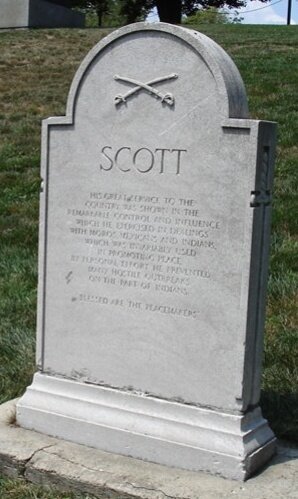 SCOTT
HIS GREAT SERVICE TO THE
COUNTRY WAS SHOWN IN THE
REMARKABLE CONTROL AND INFLUENCE
WHICH HE EXERCISED IN DEALINGS
WITH MOROS, MEXICANS AND INDIANS,
WHICH WAS INVARIABLY USED
IN PROMOTING PEACE.
BY PERSONAL EFFORT HE PREVENTED
MANY HOSTILE OUTBREAKS
ON THE PART OF INDIANS.
BLESSED ARE THE PEACEMAKERS